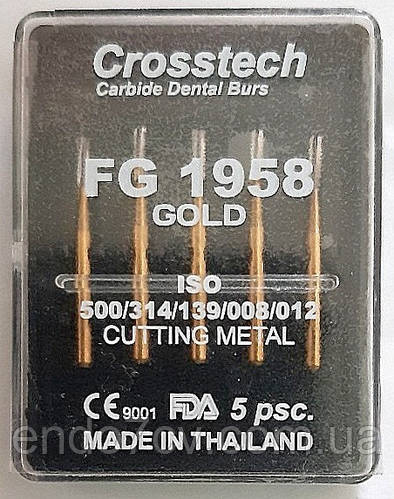 Crosstech
Carbide Dental Burs
FG 1958
GOLD
ISO
500/314/139/008/012
CUTTING METAL
CE 9001 FDA 5 psc.
endo7ov.com.ua
MADE IN THAILAND